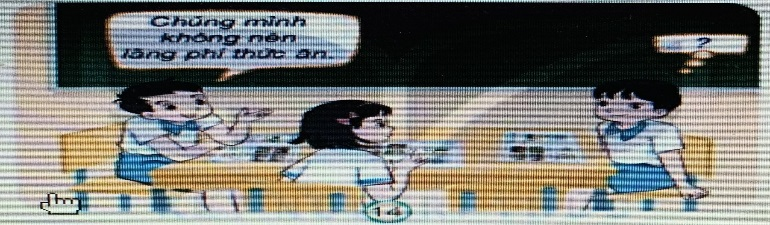 Chúng mình
không nên
lãng phí thức ăn.
?
14